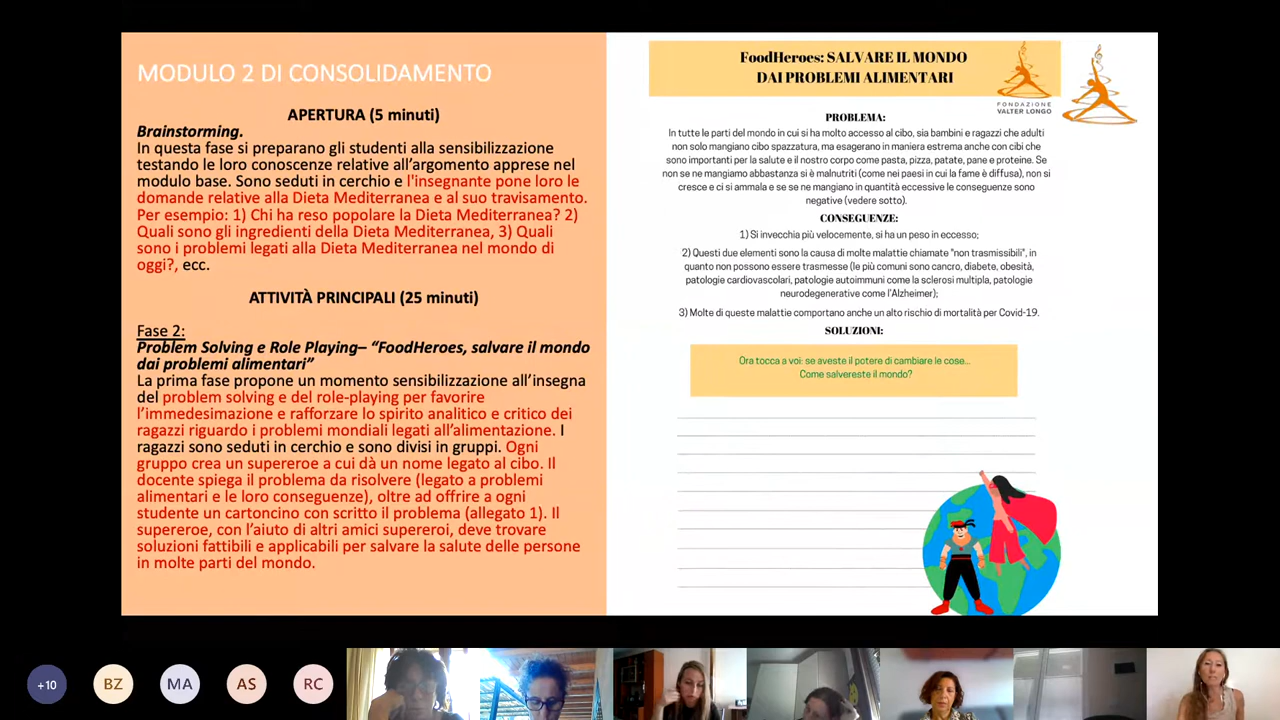 MODULO 2 DI CONSOLIDAMENTO
APERTURA (5 minuti)
Brainstorming.
In questa fase si preparano gli studenti alla sensibilizzazione
testando le loro conoscenze relative all'argomento apprese nel
modulo base. Sono seduti in cerchio e l'insegnante pone loro le
domande relative alla Dieta Mediterranea e al suo travisamento.
Per esempio: 1) Chi ha reso popolare la Dieta Mediterranea? 2)
Quali sono gli ingredienti della Dieta Mediterranea, 3) Quali
sono i problemi legati alla Dieta Mediterranea nel mondo di
oggi?, ecc.
ATTIVITÀ PRINCIPALI (25 minuti)
Fase 2:
Problem Solving e Role Playing– "FoodHeroes, salvare il mondo
dai problemi alimentari"
La prima fase propone un momento sensibilizzazione all'insegna
del problem solving e del role-playing per favorire
l'immedesimazione e rafforzare lo spirito analitico e critico dei
ragazzi riguardo i problemi mondiali legati all'alimentazione. I
ragazzi sono seduti in cerchio e sono divisi in gruppi. Ogni
gruppo crea un supereroe a cui dà un nome legato al cibo. Il
docente spiega il problema da risolvere (legato a problemi
alimentari e le loro conseguenze), oltre ad offrire a ogni
studente un cartoncino con scritto il problema (allegato 1). Il
supereroe, con l'aiuto di altri amici supereroi, deve trovare
soluzioni fattibili e applicabili per salvare la salute delle persone
in molte parti del mondo.
FoodHeroes: SALVARE IL MONDO
DAI PROBLEMI ALIMENTARI
FONDAZIONE
VALTER LONGO
PROBLEMA:
In tutte le parti del mondo in cui si ha molto accesso al cibo, sia bambini e ragazzi che adulti
non solo mangiano cibo spazzatura, ma esagerano in maniera estrema anche con cibi che
sono importanti per la salute e il nostro corpo come pasta, pizza, patate, pane e proteine. Se
non se ne mangiamo abbastanza si è malnutriti (come nei paesi in cui la fame è diffusa), non si
cresce e ci si ammala e se se ne mangiano in quantità eccessive le conseguenze sono
negative (vedere sotto).
CONSEGUENZE:
1) Si invecchia più velocemente, si ha un peso in eccesso;
2) Questi due elementi sono la causa di molte malattie chiamate "non trasmissibili", in
quanto non possono essere trasmesse (le più comuni sono cancro, diabete, obesità,
patologie cardiovascolari, patologie autoimmuni come la sclerosi multipla, patologie
neurodegenerative come l'Alzheimer);
3) Molte di queste malattie comportano anche un alto rischio di mortalità per Covid-19.
SOLUZIONI:
Ora tocca a voi: se aveste il potere di cambiare le cose...
Come salvereste il mondo?
+10
BZ
MA
AS
RC